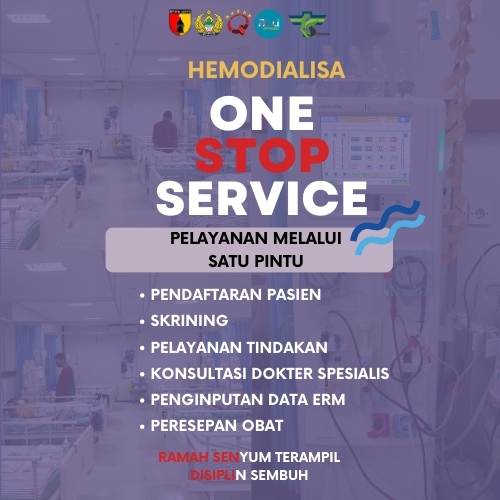 HEMODIALISA
ONE
STOP
SERVICE
PELAYANAN MELALUI
SATU PINTU
• PENDAFTARAN PASIEN
• SKRINING
• PELAYANAN TINDAKAN
• KONSULTASI DOKTER SPESIALIS
• PENGINPUTAN DATA ERM
• PERESEPAN OBAT
RAMAH SENYUM TERAMPIL
DISIPLIN SEMBUH